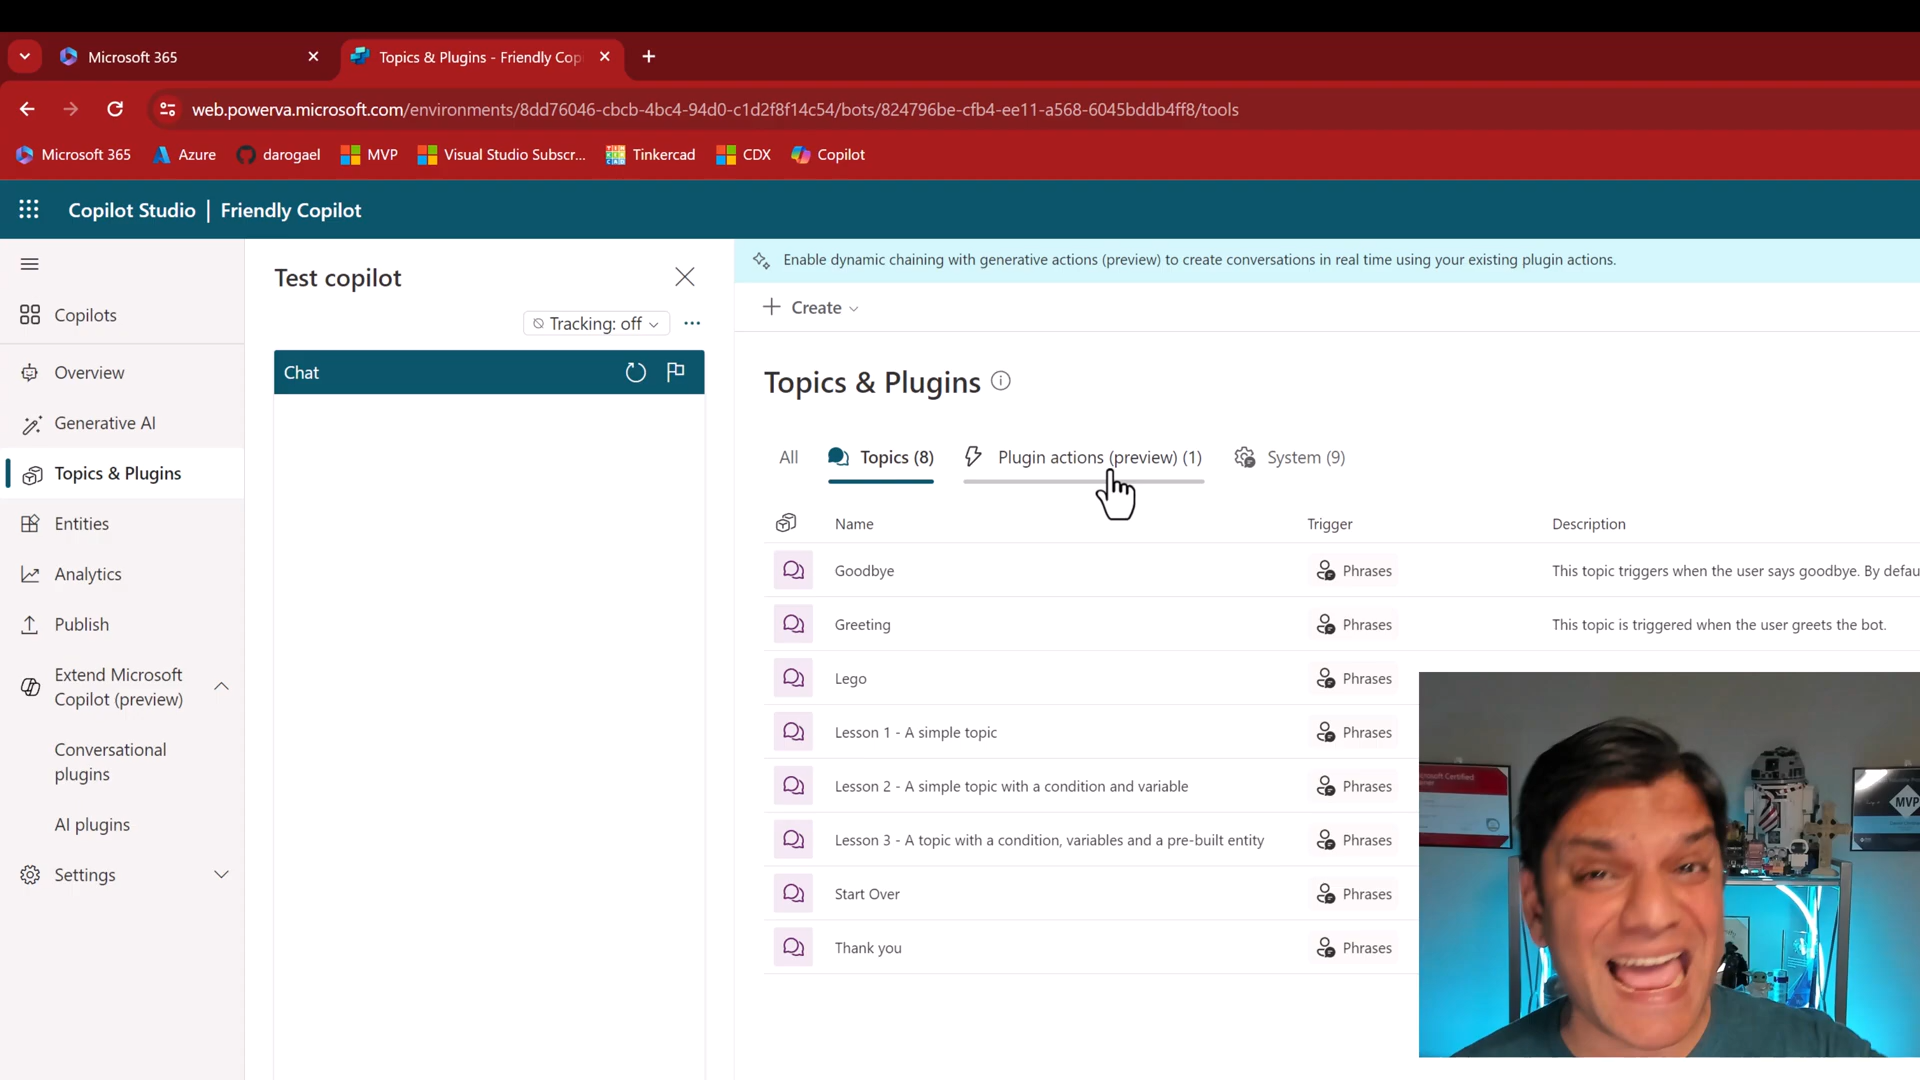 Microsoft 365
Topics & Plugins - Friendly Cop
web.powerva.microsoft.com/environments/8dd76046-cbcb-4bc4-94d0-c1d2f8f14c54/bots/824796be-cfb4-ee11-a568-6045bddb4ff8/tools
Microsoft 365 Azure darogael MVP Visual Studio Subscr... Tinkercad CDX Copilot
Copilot Studio | Friendly Copilot
Copilots
Overview
Generative AI
Topics & Plugins
Entities
Analytics
Publish
Extend Microsoft
Copilot (preview)
Conversational
plugins
AI plugins
Settings
Test copilot
Tracking: off
Chat
Enable dynamic chaining with generative actions (preview) to create conversations in real time using your existing plugin actions.
Create
Topics & Plugins
All Topics (8) Plugin actions (preview) (1) System (9)
Name Trigger Description
Goodbye Phrases This topic triggers when the user says goodbye. By defau
Greeting Phrases This topic is triggered when the user greets the bot.
Lego Phrases
Lesson 1 - A simple topic Phrases
Lesson 2 - A simple topic with a condition and variable Phrases
Lesson 3 - A topic with a condition, variables and a pre-built entity Phrases
Start Over Phrases
Thank you Phrases
MVP